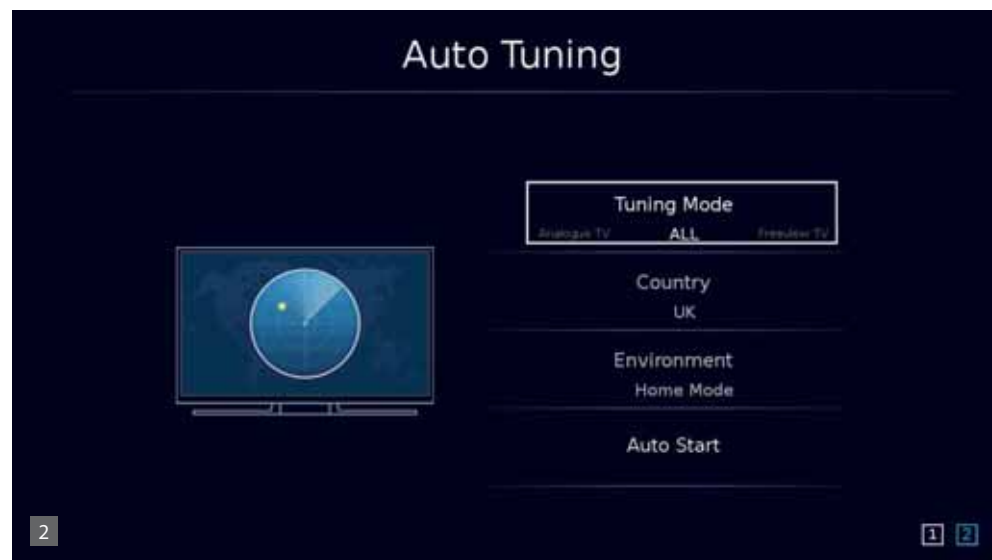 Auto Tuning
Tuning Mode
Analogue TV ALL Freeview TV
Country
UK
Environment
Home Mode
Auto Start
2
1 2